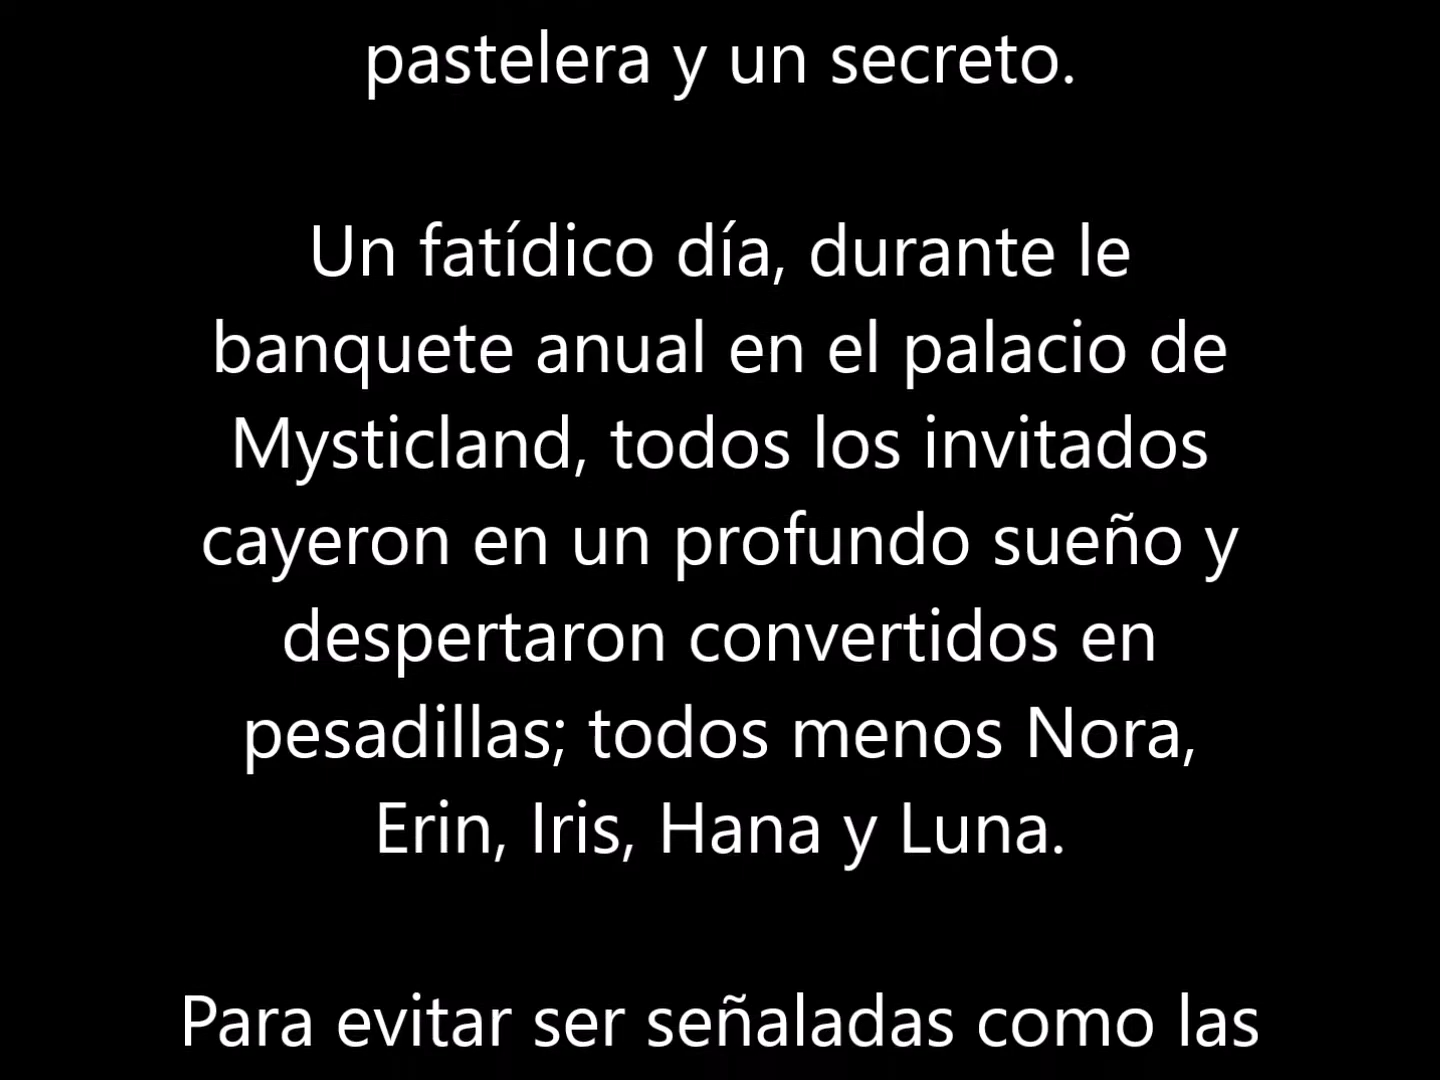 pastelera y un secreto.
Un fatídico día, durante le
banquete anual en el palacio de
Mysticland, todos los invitados
cayeron en un profundo sueño y
despertaron convertidos en
pesadillas; todos menos Nora,
Erin, Iris, Hana y Luna.
Para evitar ser señaladas como las